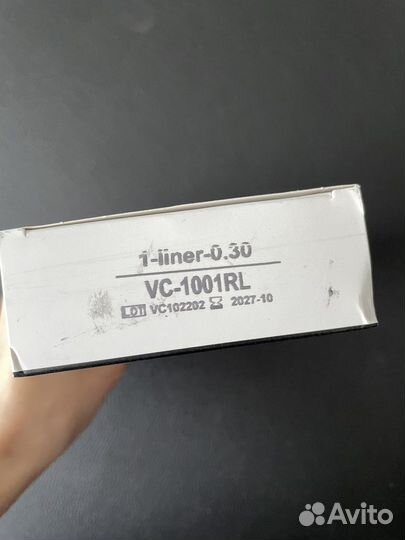 1-liner-0.30
VC-1001RL
LOT VC102202 2027-10
Avito